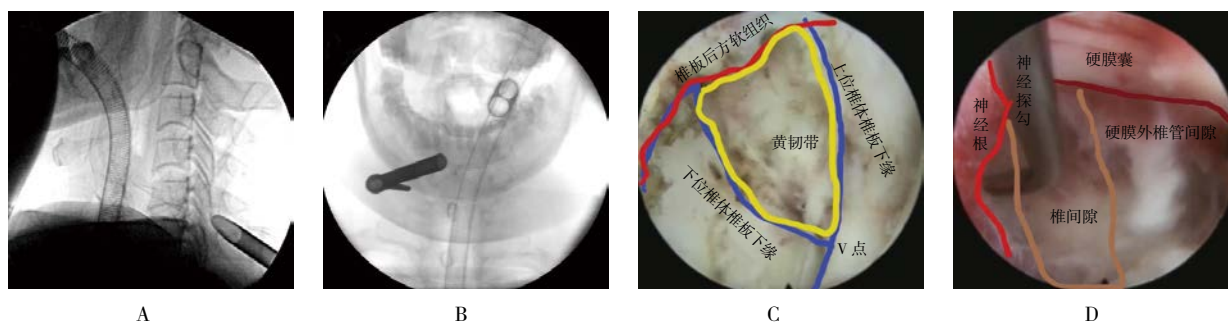 椎板后方软组织
上位椎体椎板下缘
黄韧带
下位椎体椎板下缘
V 点
神经根
神经探勾
硬膜囊
硬膜外椎管间隙
椎间隙
A
B
C
D